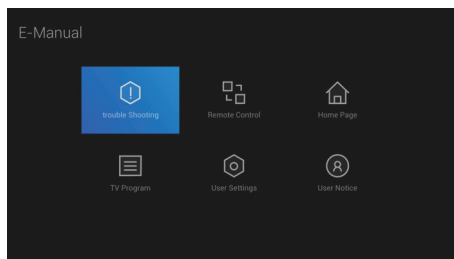 E-Manual
trouble Shooting
Remote Control
Home Page
TV Program
User Settings
User Notice